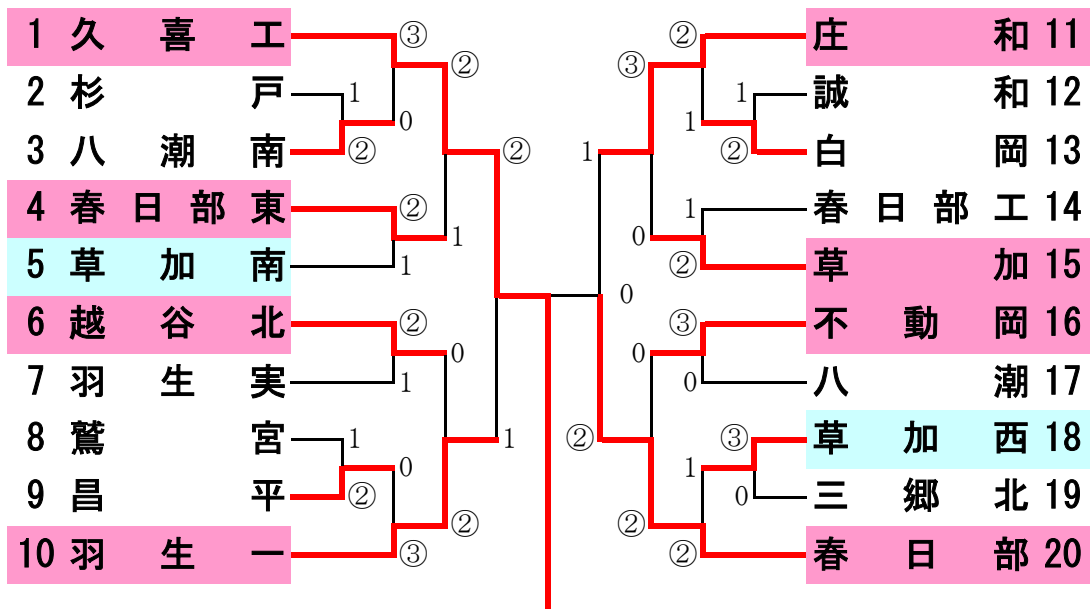 1 久喜工 ③ ② 庄和 11
② ③
2 杉戸 1 1 誠和 12
0 1
3 八潮南 ② ② 1 ② 白岡 13
4 春日部東 ② 1 春日部工 14
1 0
5 草加南 1 ② 草加 15
0
6 越谷北 ② ③ 不動岡 16
0 0
7 羽生実 1 0 八潮 17
8 鷲宮 1 1 ② ③ 草加西 18
0 1
9 昌平 ② 0 三郷北 19
② ②
10 羽生一 ③ ② 春日部 20